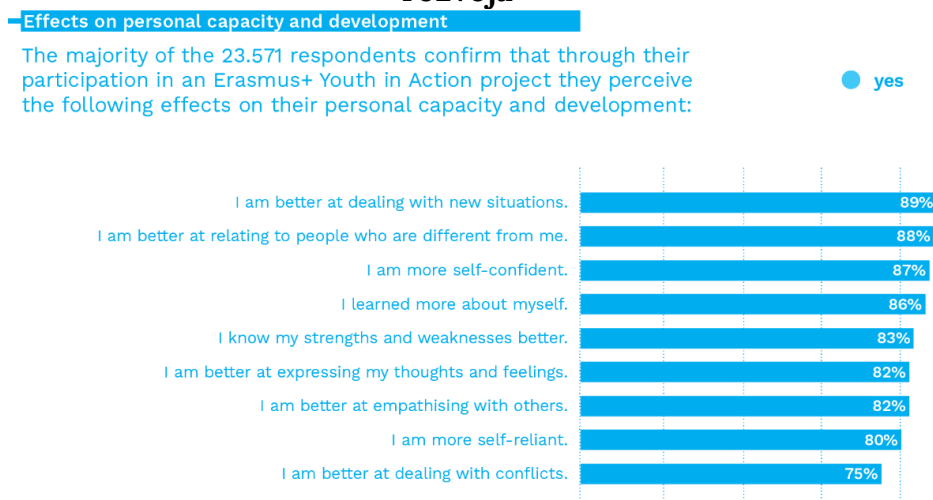 Effects on personal capacity and development
The majority of the 23.571 respondents confirm that through their
participation in an Erasmus+ Youth in Action project they perceive
the following effects on their personal capacity and development:
yes
I am better at dealing with new situations. 89%
I am better at relating to people who are different from me. 88%
I am more self-confident. 87%
I learned more about myself. 86%
I know my strengths and weaknesses better. 83%
I am better at expressing my thoughts and feelings. 82%
I am better at empathising with others. 82%
I am more self-reliant. 80%
I am better at dealing with conflicts. 75%